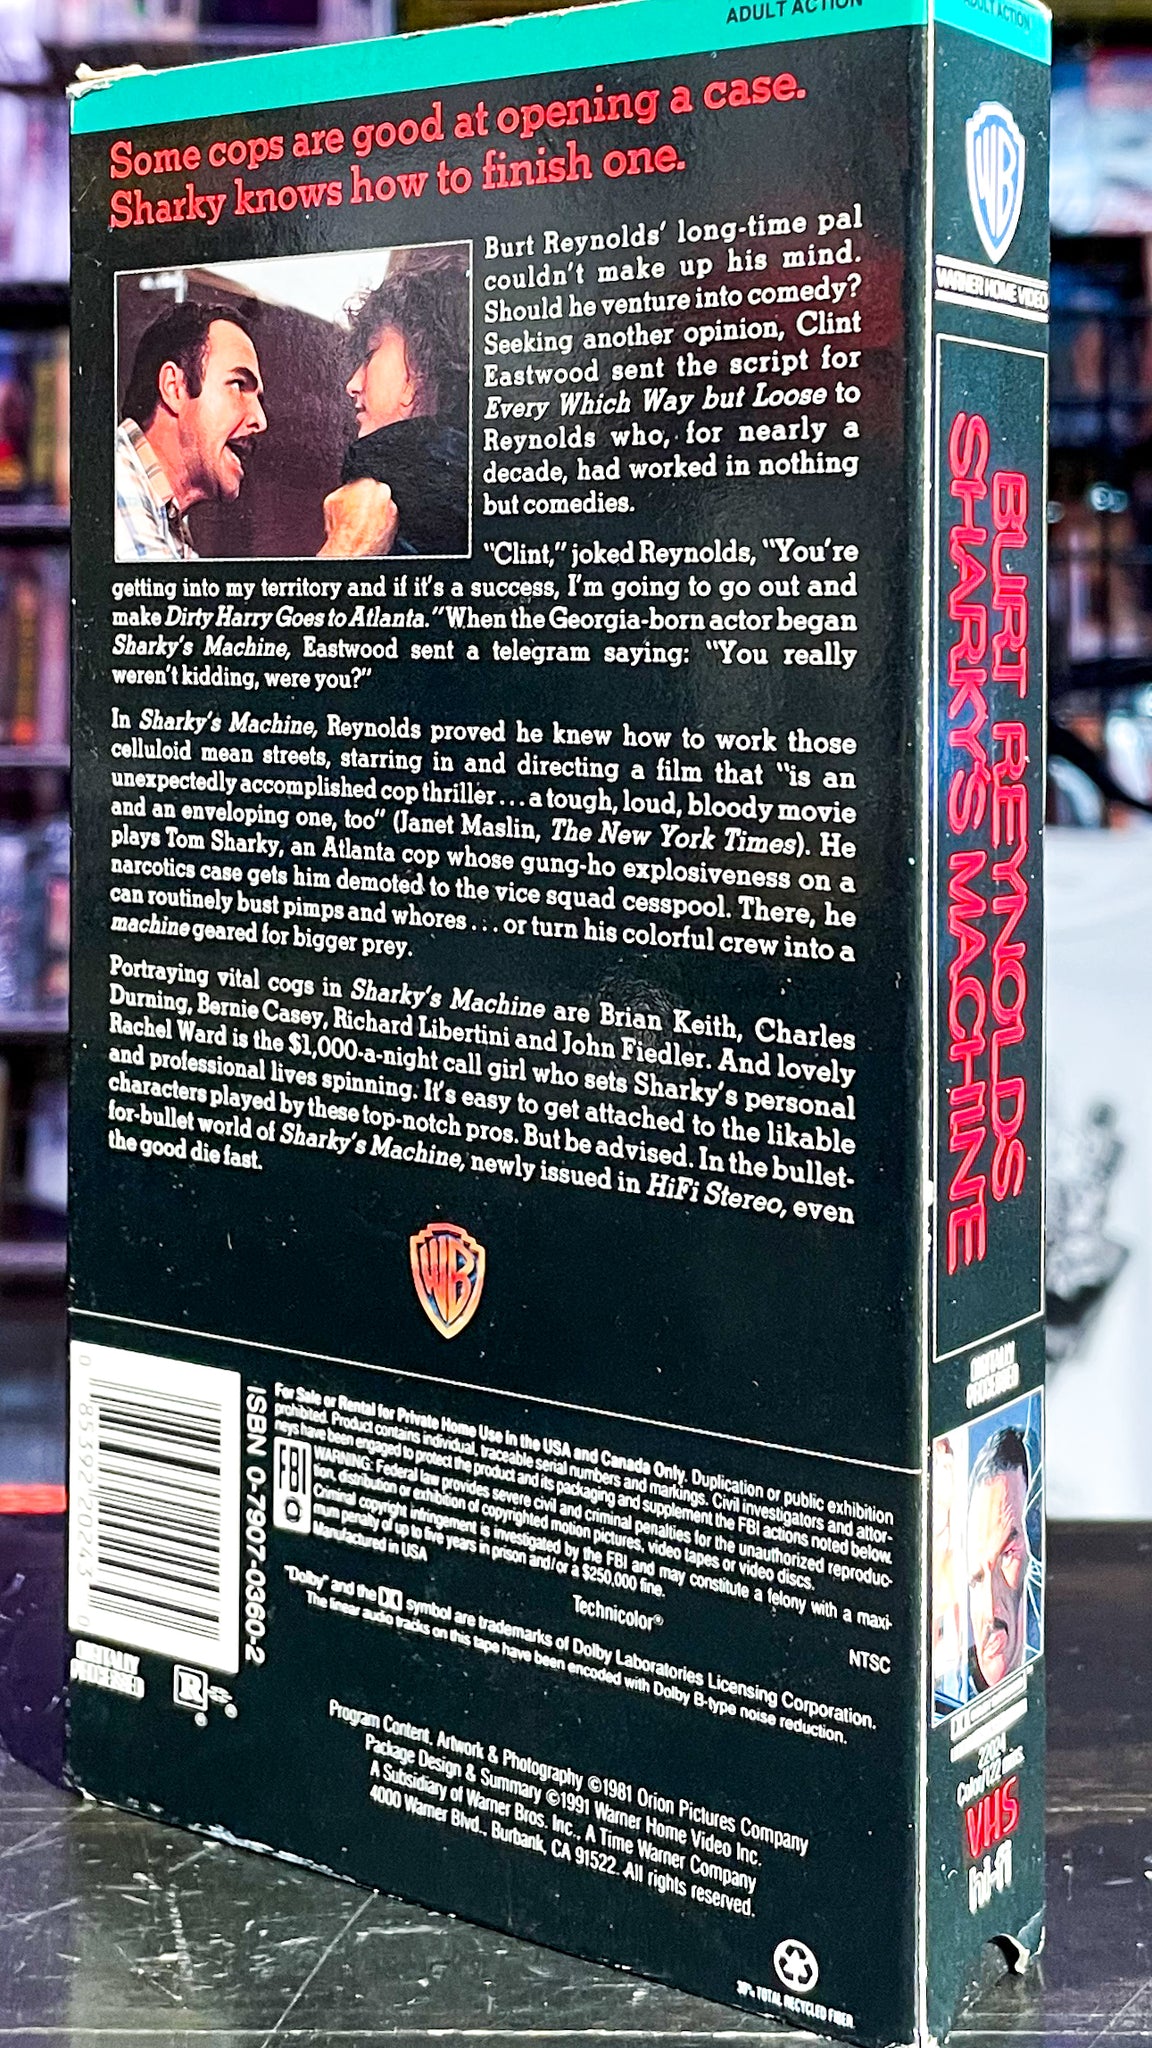 ADULT ACTION
Some cops are good at opening a case.
Sharky knows how to finish one.
Burt Reynolds' long-time pal
couldn't make up his mind.
Should he venture into comedy?
Seeking another opinion, Clint
Eastwood sent the script for
Every Which Way but Loose to
Reynolds who, for nearly a
decade, had worked in nothing
but comedies.
"Clint," joked Reynolds, "You're
getting into my territory and if it's a success, I'm going to go out and
make Dirty Harry Goes to Atlanta." When the Georgia-born actor began
Sharky's Machine, Eastwood sent a telegram saying: "You really
weren't kidding, were you?"
In Sharky's Machine, Reynolds proved he knew how to work those
celluloid mean streets, starring in and directing a film that "is an
unexpectedly accomplished cop thriller...a tough, loud, bloody movie
and an enveloping one, too" (Janet Maslin, The New York Times). He
plays Tom Sharky, an Atlanta cop whose gung-ho explosiveness on a
narcotics case gets him demoted to the vice squad cesspool. There, he
can routinely bust pimps and whores...or turn his colorful crew into a
machine geared for bigger prey.
Portraying vital cogs in Sharky's Machine are Brian Keith, Charles
Durning, Bernie Casey, Richard Libertini and John Fiedler. And lovely
Rachel Ward is the $1,000-a-night call girl who sets Sharky's personal
and professional lives spinning. It's easy to get attached to the likable
characters played by these top-notch pros. But be advised. In the bullet-
for-bullet world of Sharky's Machine, newly issued in HiFi Stereo, even
the good die fast.
WB
0 85392 2024 3 0
ISBN 0-7907-0360-2
For Sale or Rental for Private Home Use in the USA and Canada Only. Duplication or public exhibition
prohibited. Product contains individual, traceable serial numbers and markings. Civil investigators and attor-
neys have been engaged to protect the product and its packaging and supplement the FBI actions noted below.
FBI
WARNING: Federal law provides severe civil and criminal penalties for the unauthorized reproduc-
tion, distribution or exhibition of copyrighted motion pictures, video tapes or video discs.
Criminal copyright infringement is investigated by the FBI and may constitute a felony with a maxi-
mum penalty of up to five years in prison and/or a $250,000 fine.
Manufactured in USA
Technicolor®
NTSC
"Dolby" and the symbol are trademarks of Dolby Laboratories Licensing Corporation.
The linear audio tracks on this tape have been encoded with Dolby B-type noise reduction.
DIGITALLY
PROCESSED
R
Program Content, Artwork & Photography ©1981 Orion Pictures Company
Package Design & Summary ©1991 Warner Home Video Inc.
A Subsidiary of Warner Bros. Inc., A Time Warner Company
4000 Warner Blvd., Burbank, CA 91522. All rights reserved.
TOTAL RECYCLED FIBER
ADULT ACTION
WB
WARNER HOME VIDEO
BURT REYNOLDS
SHARKY'S MACHINE
DIGITALLY
PROCESSED
22024
Color/122 mins.
VHS
hi-fi